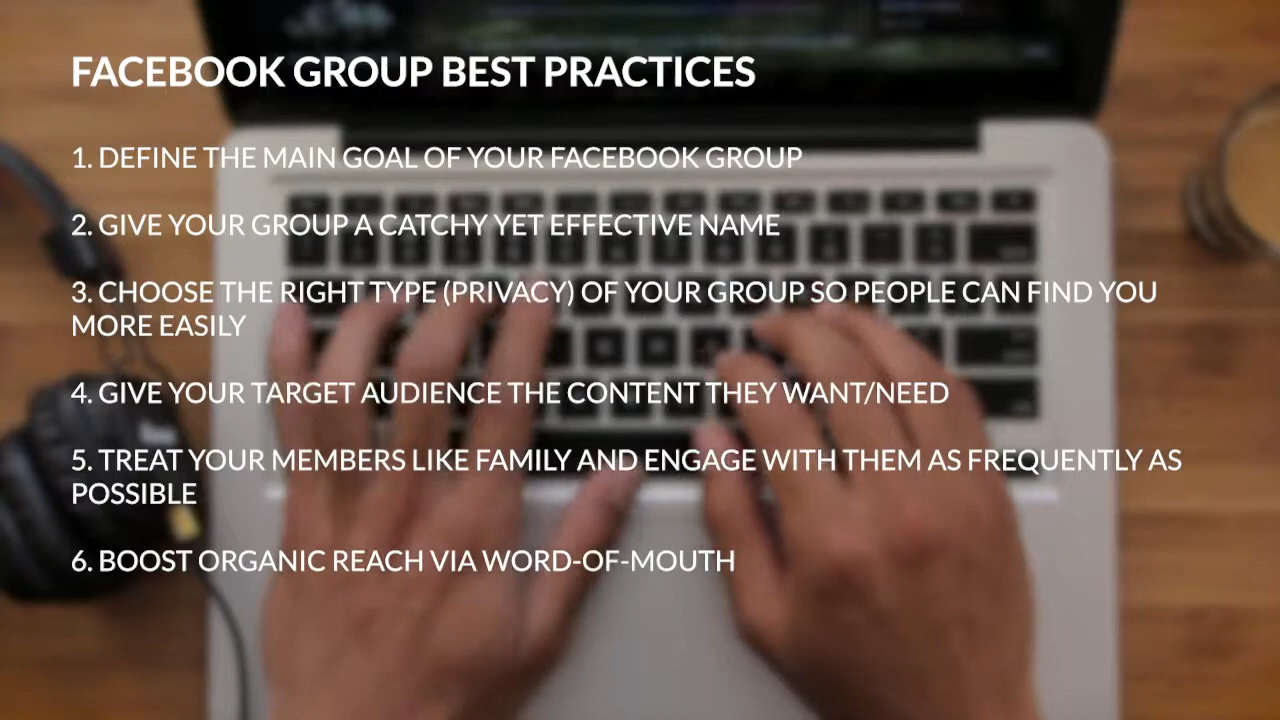 FACEBOOK GROUP BEST PRACTICES
1. DEFINE THE MAIN GOAL OF YOUR FACEBOOK GROUP
2. GIVE YOUR GROUP A CATCHY YET EFFECTIVE NAME
3. CHOOSE THE RIGHT TYPE (PRIVACY) OF YOUR GROUP SO PEOPLE CAN FIND YOU
MORE EASILY
4. GIVE YOUR TARGET AUDIENCE THE CONTENT THEY WANT/NEED
5. TREAT YOUR MEMBERS LIKE FAMILY AND ENGAGE WITH THEM AS FREQUENTLY AS
POSSIBLE
6. BOOST ORGANIC REACH VIA WORD-OF-MOUTH